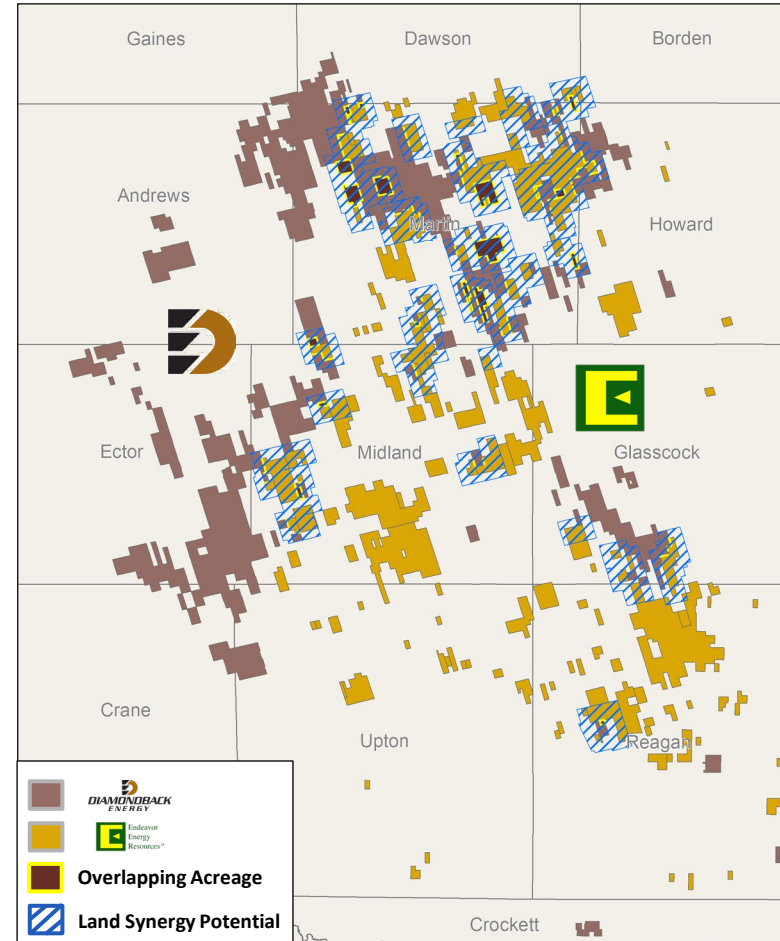 Gaines
Dawson
Borden
Andrews
Martin
Howard
Ector
Midland
Glasscock
Crane
Upton
Reagan
DIAMONDBACK
ENERGY
Endeavor
Energy
Resources LP
Overlapping Acreage
Land Synergy Potential
Crockett